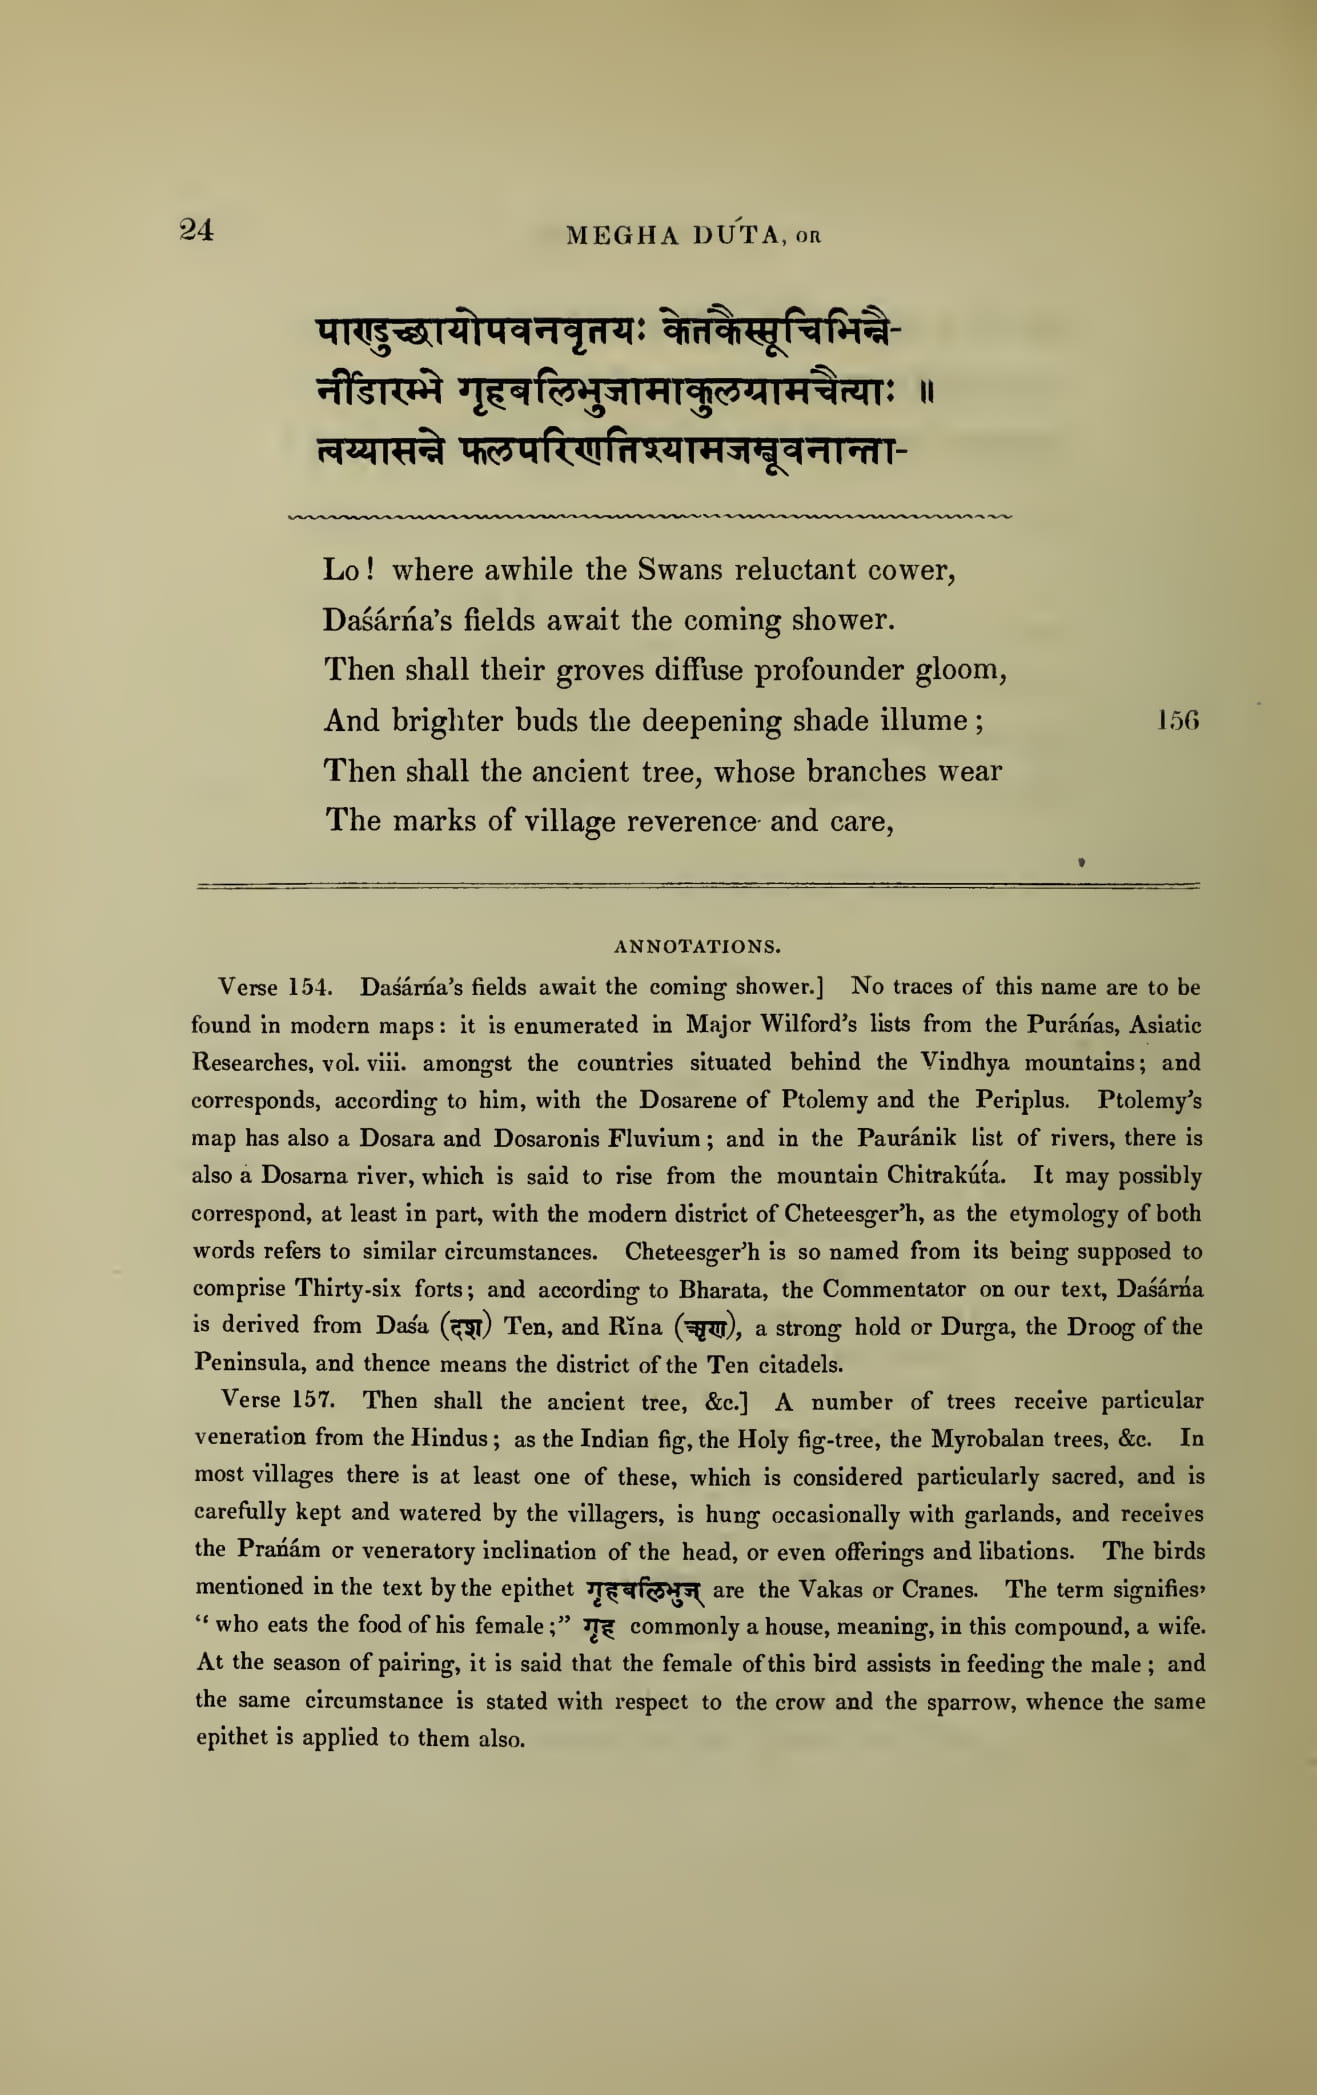 24
MEGHA DÚTA, OR
पाण्डुच्छायोपवनवृतयः केतकैस्सूचिभिन्नै-
नींडारम्भे गृहबलिभुजामाकुलग्रामचैत्याः ॥
त्वय्यासन्ने फलपरिणतिश्यामजम्बूवनान्ता-
Lo! where awhile the Swans reluctant cower,
Daśárńa’s fields await the coming shower.
Then shall their groves diffuse profounder gloom,
And brighter buds the deepening shade illume; 156
Then shall the ancient tree, whose branches wear
The marks of village reverence and care,
ANNOTATIONS.
Verse 154. Daśárńa’s fields await the coming shower.] No traces of this name are to be
found in modern maps: it is enumerated in Major Wilford’s lists from the Puráńas, Asiatic
Researches, vol. viii. amongst the countries situated behind the Vindhya mountains; and
corresponds, according to him, with the Dosarene of Ptolemy and the Periplus. Ptolemy’s
map has also a Dosara and Dosaronis Fluvium; and in the Pauránik list of rivers, there is
also a Dosarna river, which is said to rise from the mountain Chitrakút́a. It may possibly
correspond, at least in part, with the modern district of Cheteesger’h, as the etymology of both
words refers to similar circumstances. Cheteesger’h is so named from its being supposed to
comprise Thirty-six forts; and according to Bharata, the Commentator on our text, Daśárńa
is derived from Daśa (दश) Ten, and Rĭna (ऋण), a strong hold or Durga, the Droog of the
Peninsula, and thence means the district of the Ten citadels.
Verse 157. Then shall the ancient tree, &c.] A number of trees receive particular
veneration from the Hindus; as the Indian fig, the Holy fig-tree, the Myrobalan trees, &c. In
most villages there is at least one of these, which is considered particularly sacred, and is
carefully kept and watered by the villagers, is hung occasionally with garlands, and receives
the Prańám or veneratory inclination of the head, or even offerings and libations. The birds
mentioned in the text by the epithet गृहबलिभुज् are the Vakas or Cranes. The term signifies,
“who eats the food of his female;” गृह commonly a house, meaning, in this compound, a wife.
At the season of pairing, it is said that the female of this bird assists in feeding the male; and
the same circumstance is stated with respect to the crow and the sparrow, whence the same
epithet is applied to them also.